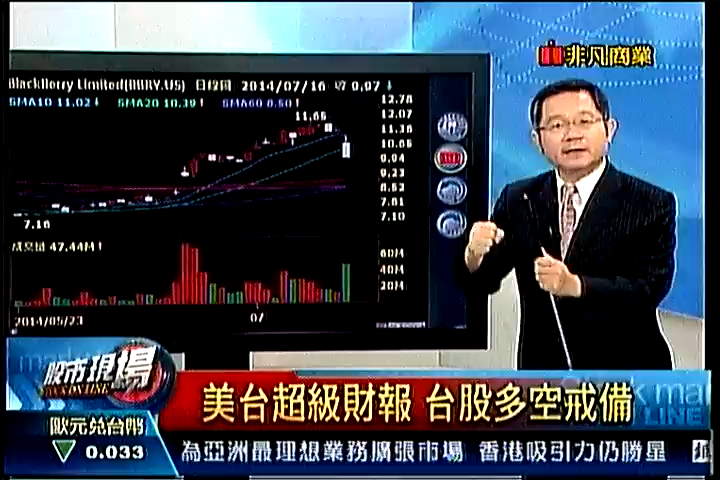 非凡商業
BlackBerry Limited(BBRY.US) 日線圖 2014/07/16 收 9.97↓
SMA10 11.02↓ SMA20 10.39↑ SMA60 8.50↑
12.78
12.07
11.65
11.36
10.65
9.94
9.23
8.52
7.81
7.10
7.16
成交量 47.44M↑
60M
40M
20M
2014/05/23
07
股市現場
美台超級財報 台股多空戒備
歐元兌台幣
▽ 0.033
為亞洲最理想業務擴張市場 香港吸引力仍勝星